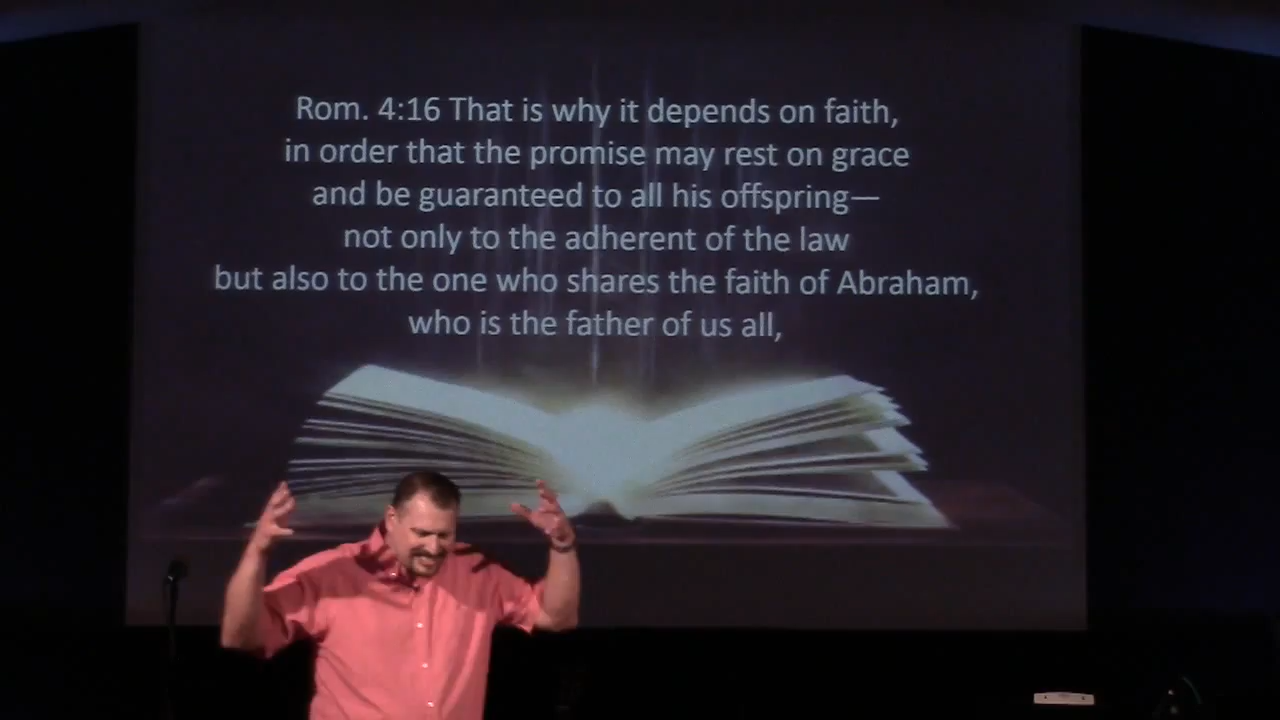 Rom. 4:16 That is why it depends on faith,
in order that the promise may rest on grace
and be guaranteed to all his offspring—
not only to the adherent of the law
but also to the one who shares the faith of Abraham,
who is the father of us all,